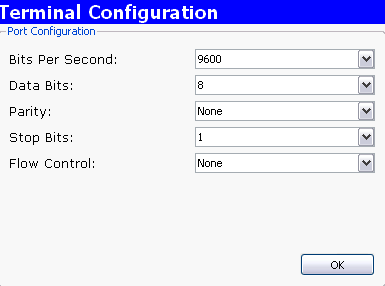 Terminal Configuration
Port Configuration
Bits Per Second: 9600
Data Bits: 8
Parity: None
Stop Bits: 1
Flow Control: None
OK